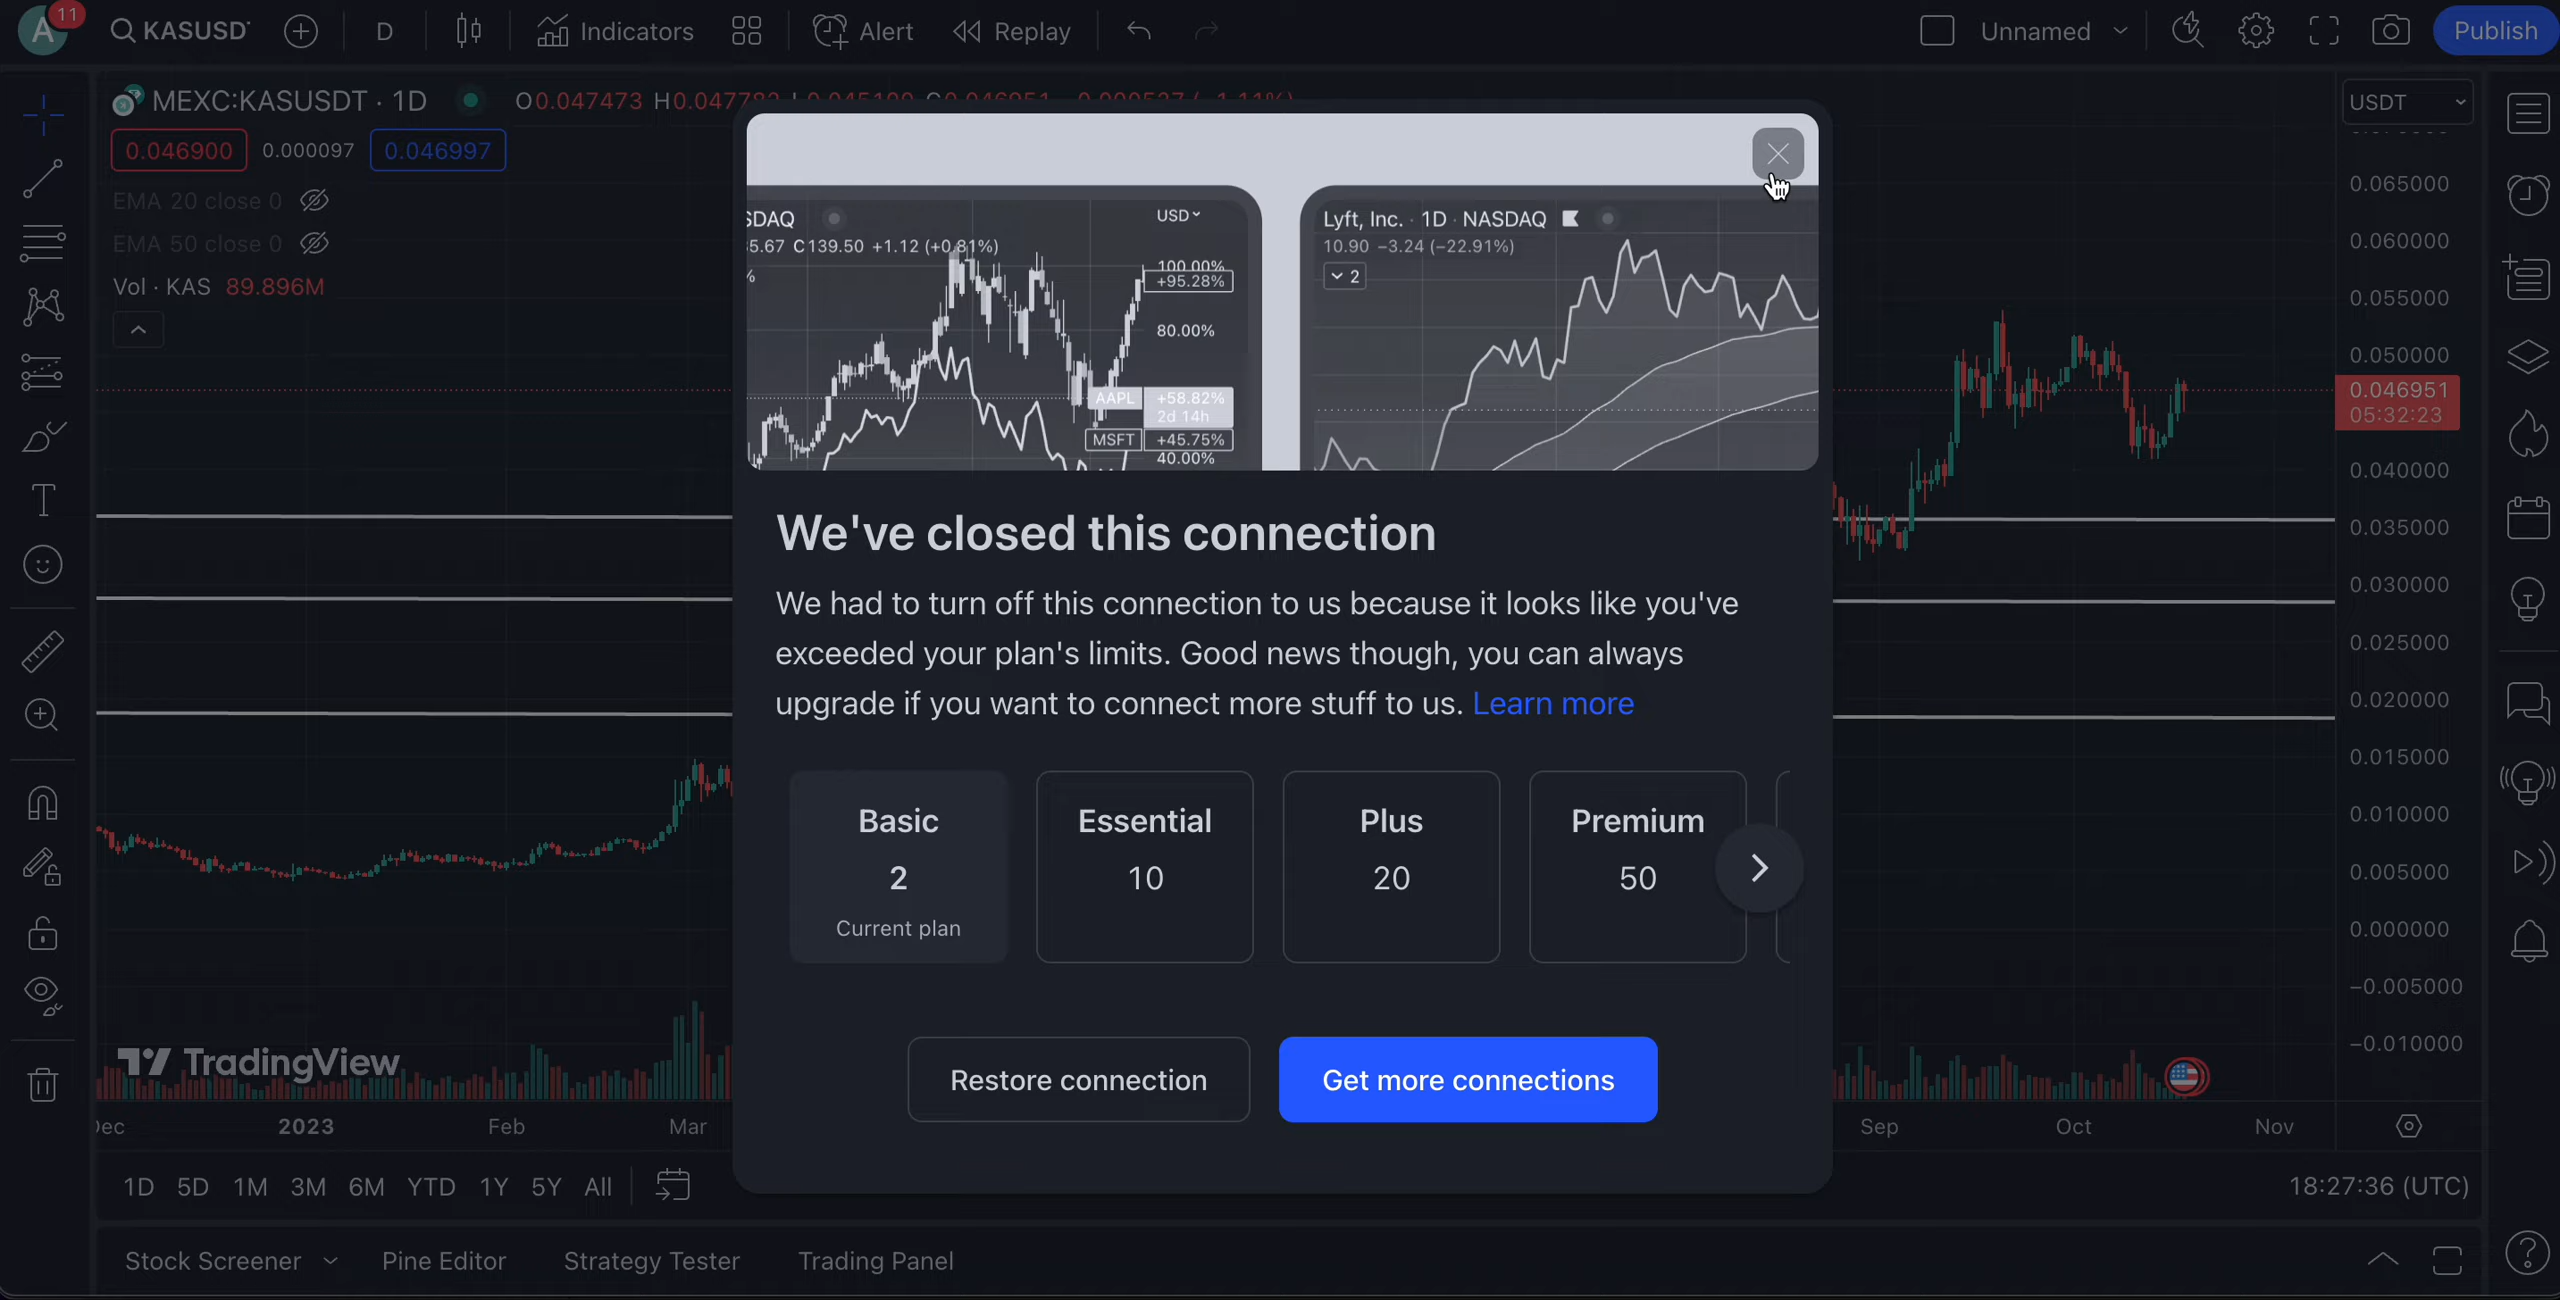 A 11 KASUSDT D Indicators Alert Replay Unnamed Publish
MEXC:KASUSDT · 1D O0.047473
USDT
0.046900 0.000097 0.046997
EMA 20 close 0
EMA 50 close 0
Vol · KAS 89.896M
SDAQ
USD
5.67 C139.50 +1.12 (+0.81%)
%
100.00%
+95.28%
80.00%
AAPL +58.82%
2d 14h
MSFT +45.75%
40.00%
Lyft, Inc. · 1D · NASDAQ
10.90 −3.24 (−22.91%)
2
We've closed this connection
We had to turn off this connection to us because it looks like you've
exceeded your plan's limits. Good news though, you can always
upgrade if you want to connect more stuff to us. Learn more
Basic
2
Current plan
Essential
10
Plus
20
Premium
50
Restore connection
Get more connections
0.065000
0.060000
0.055000
0.050000
0.046951
05:32:23
0.040000
0.035000
0.030000
0.025000
0.020000
0.015000
0.010000
0.005000
0.000000
−0.005000
−0.010000
TradingView
2023 Feb Mar Sep Oct Nov
1D 5D 1M 3M 6M YTD 1Y 5Y All
18:27:36 (UTC)
Stock Screener Pine Editor Strategy Tester Trading Panel